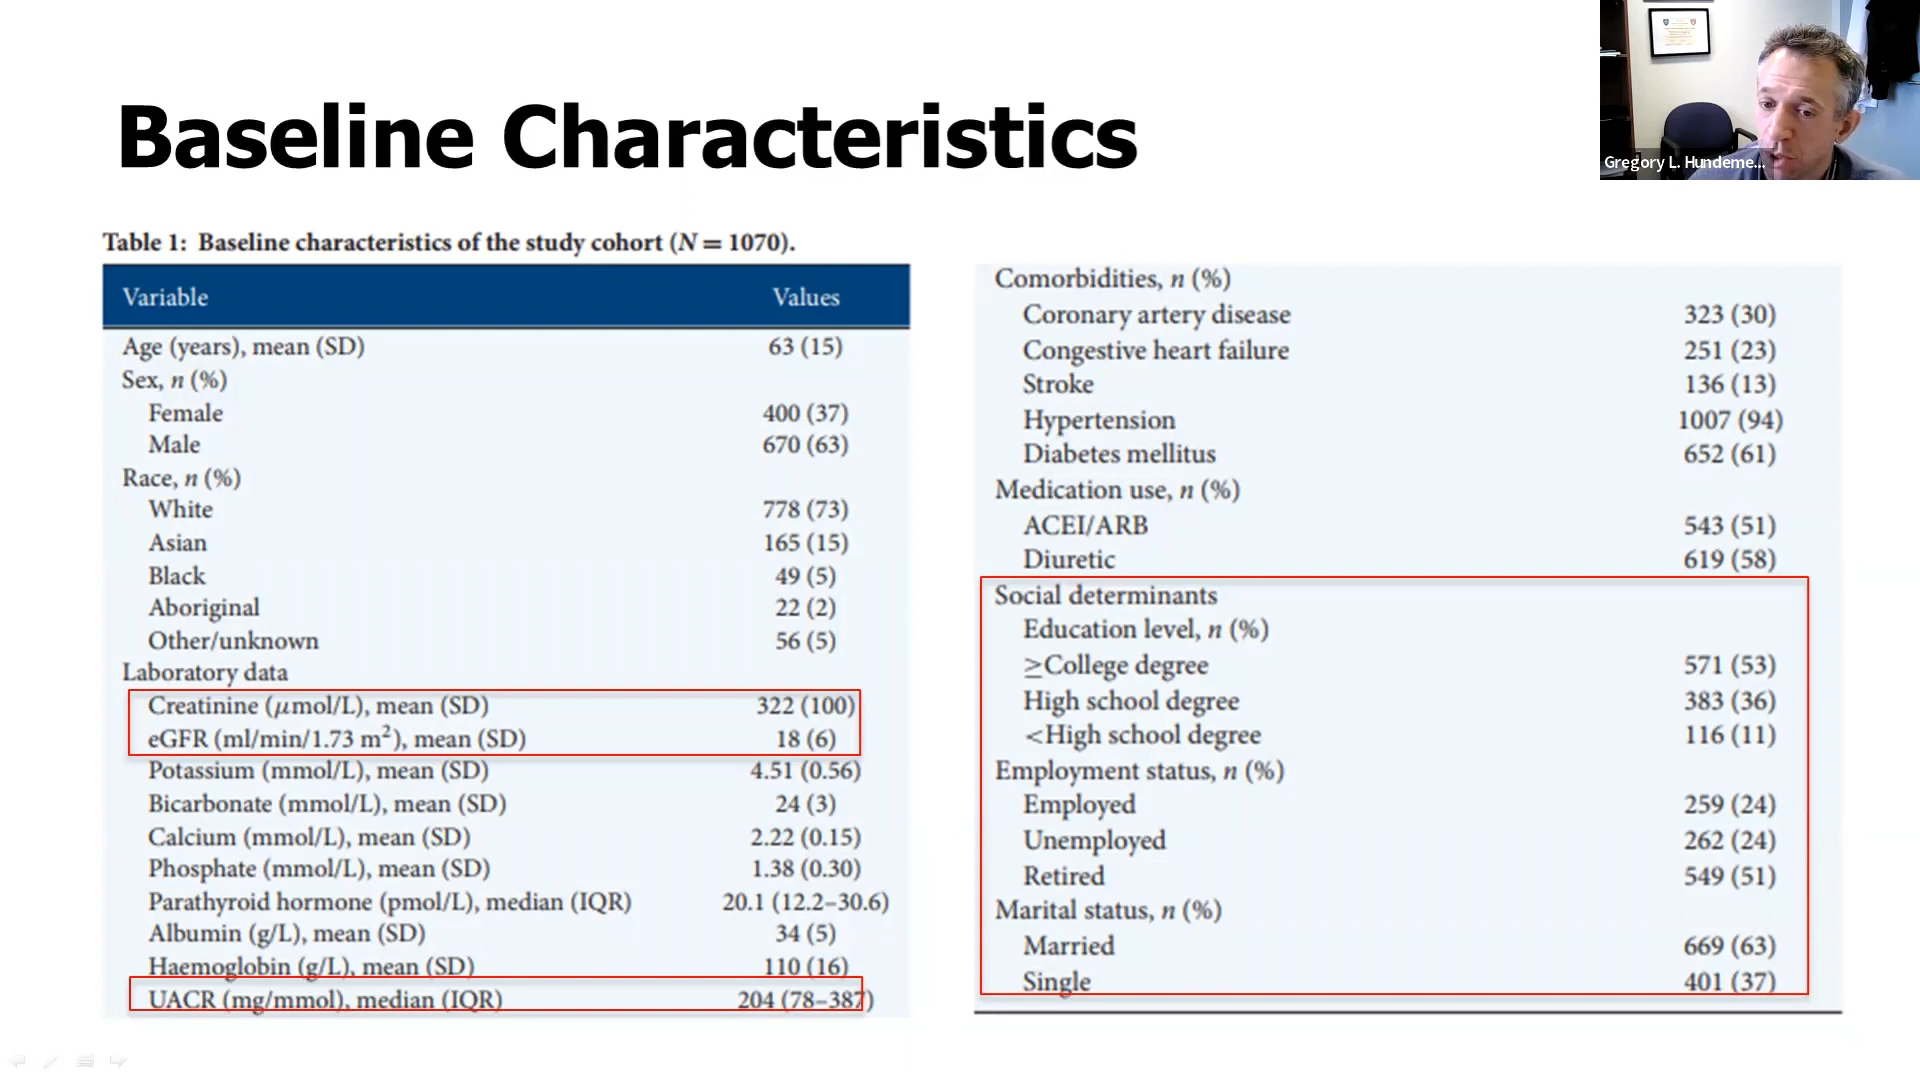 Baseline Characteristics
Gregory L. Hundeme...
Table 1: Baseline characteristics of the study cohort (N = 1070).
Variable Values
Age (years), mean (SD) 63 (15)
Sex, n (%)
Female 400 (37)
Male 670 (63)
Race, n (%)
White 778 (73)
Asian 165 (15)
Black 49 (5)
Aboriginal 22 (2)
Other/unknown 56 (5)
Laboratory data
Creatinine (μmol/L), mean (SD) 322 (100)
eGFR (ml/min/1.73 m²), mean (SD) 18 (6)
Potassium (mmol/L), mean (SD) 4.51 (0.56)
Bicarbonate (mmol/L), mean (SD) 24 (3)
Calcium (mmol/L), mean (SD) 2.22 (0.15)
Phosphate (mmol/L), mean (SD) 1.38 (0.30)
Parathyroid hormone (pmol/L), median (IQR) 20.1 (12.2–30.6)
Albumin (g/L), mean (SD) 34 (5)
Haemoglobin (g/L), mean (SD) 110 (16)
UACR (mg/mmol), median (IQR) 204 (78–387)
Comorbidities, n (%)
Coronary artery disease 323 (30)
Congestive heart failure 251 (23)
Stroke 136 (13)
Hypertension 1007 (94)
Diabetes mellitus 652 (61)
Medication use, n (%)
ACEI/ARB 543 (51)
Diuretic 619 (58)
Social determinants
Education level, n (%)
≥College degree 571 (53)
High school degree 383 (36)
<High school degree 116 (11)
Employment status, n (%)
Employed 259 (24)
Unemployed 262 (24)
Retired 549 (51)
Marital status, n (%)
Married 669 (63)
Single 401 (37)